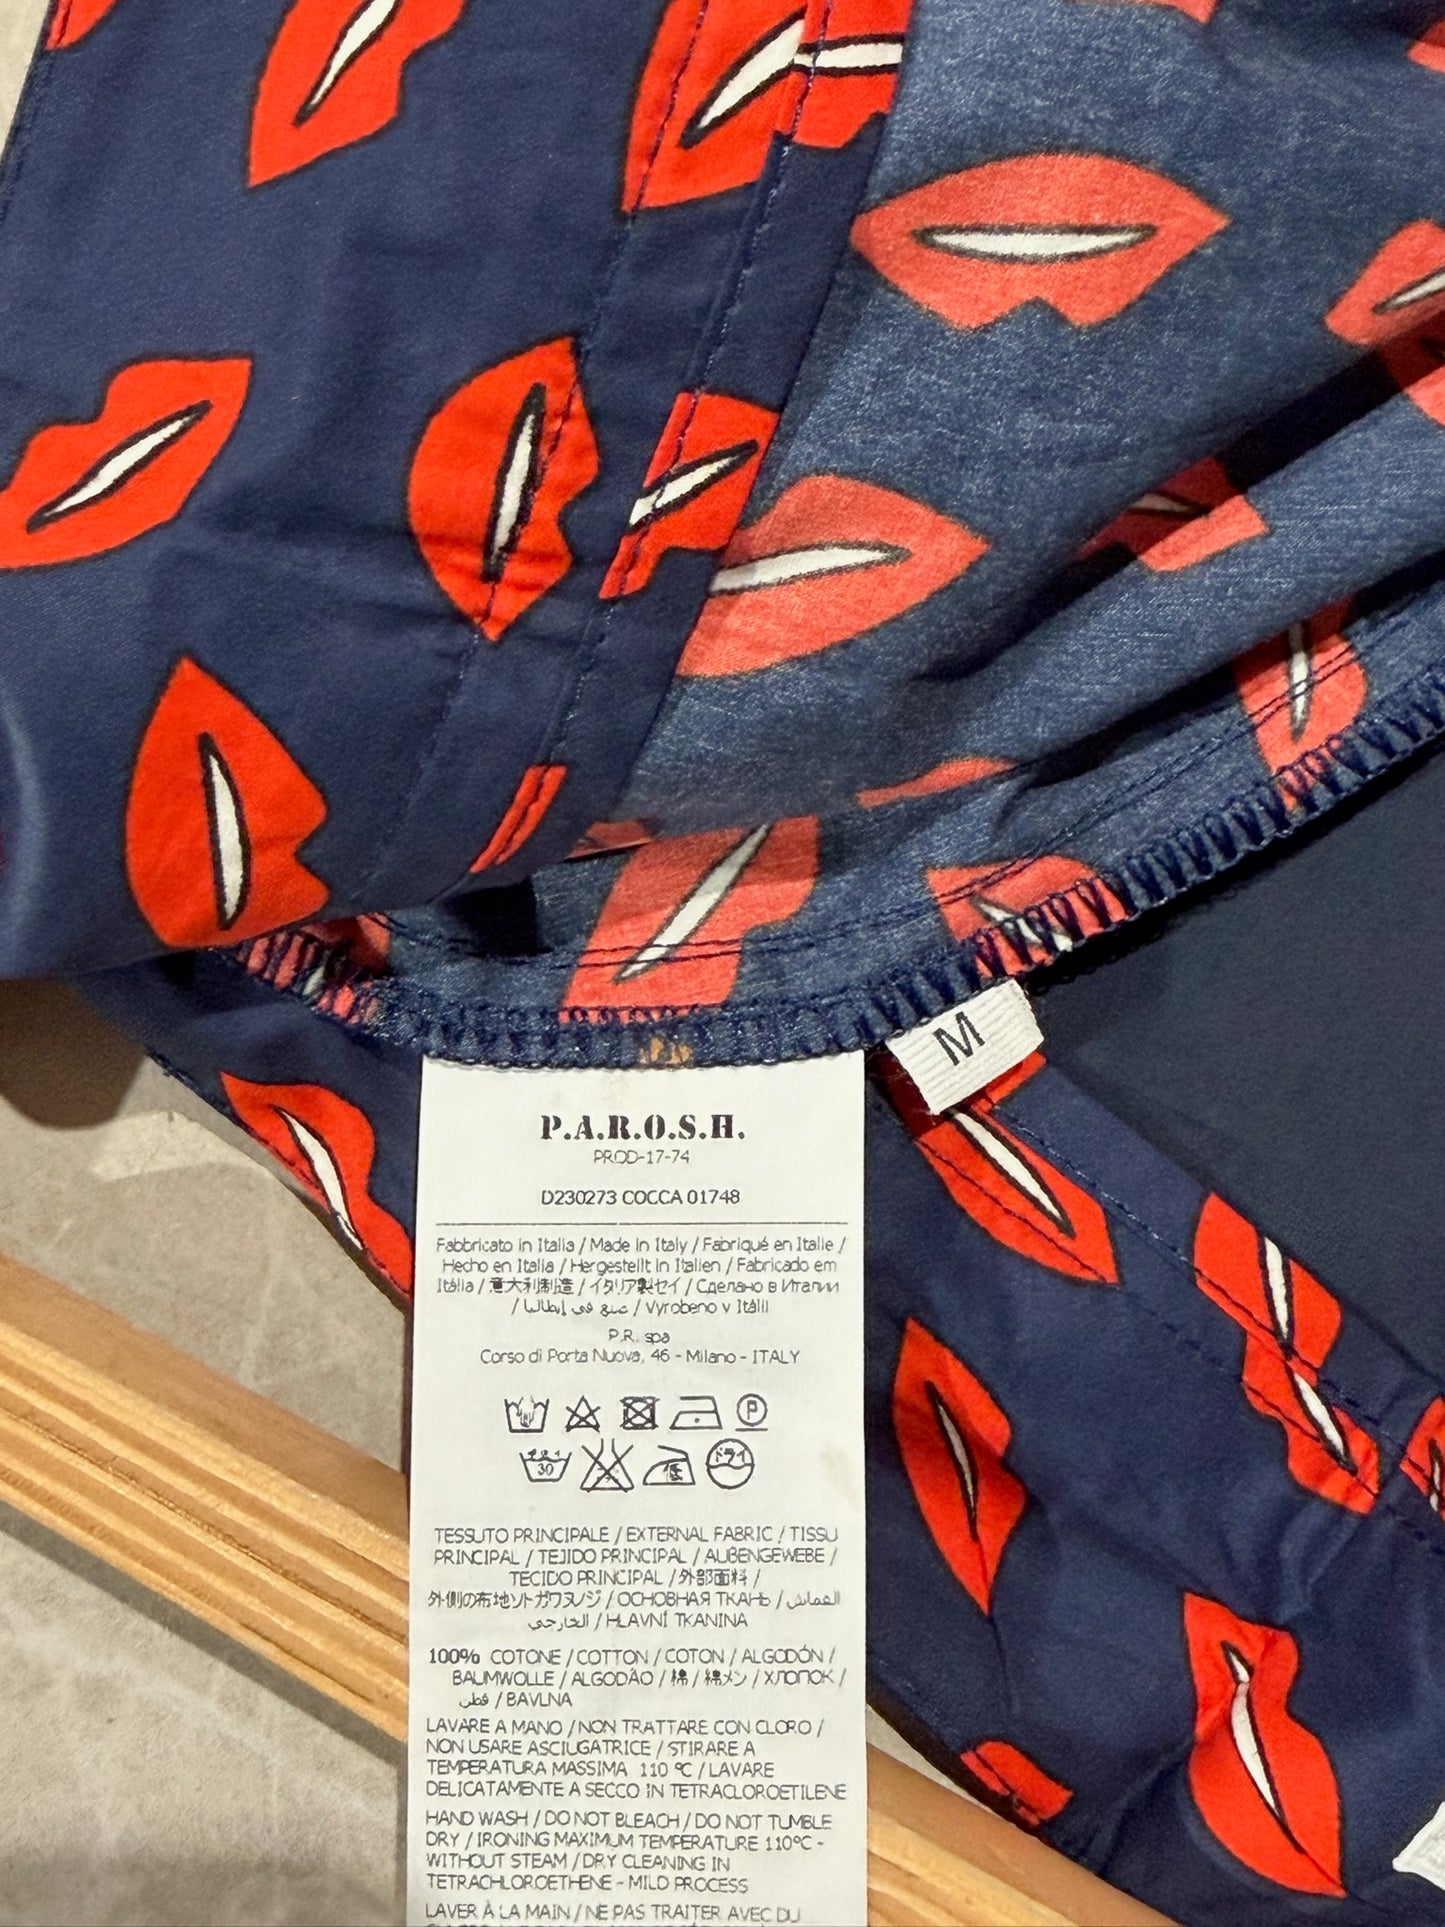 M
P.A.R.O.S.H.
PROD-17-74
D230273 COCCA 01748
Fabbricato in Italia / Made in Italy / Fabriqué en Italie /
Hecho en Italia / Hergestellt in Italien / Fabricado em
Itália / 意大利制造 / イタリア製セイ / Сделано в Италии
/ صنع في إيطاليا / Vyrobeno v Itálii
P.R. spa
Corso di Porta Nuova, 46 - Milano - ITALY
P
30 ドライ
TESSUTO PRINCIPALE / EXTERNAL FABRIC / TISSU
PRINCIPAL / TEJIDO PRINCIPAL / AUßENGEWEBE /
TECIDO PRINCIPAL / 外部面料 /
外側の布地ソトガワヌノジ / ОСНОВНАЯ ТКАНЬ / القماش
الخارجي / HLAVNÍ TKANINA
100% COTONE / COTTON / COTON / ALGODÓN /
BAUMWOLLE / ALGODÃO / 棉 / 綿メン / ХЛОПОК /
قطن / BAVLNA
LAVARE A MANO / NON TRATTARE CON CLORO /
NON USARE ASCIUGATRICE / STIRARE A
TEMPERATURA MASSIMA 110 °C / LAVARE
DELICATAMENTE A SECCO IN TETRACLOROETILENE
HAND WASH / DO NOT BLEACH / DO NOT TUMBLE
DRY / IRONING MAXIMUM TEMPERATURE 110°C -
WITHOUT STEAM / DRY CLEANING IN
TETRACHLOROETHENE - MILD PROCESS
LAVER À LA MAIN / NE PAS TRAITER AVEC DU